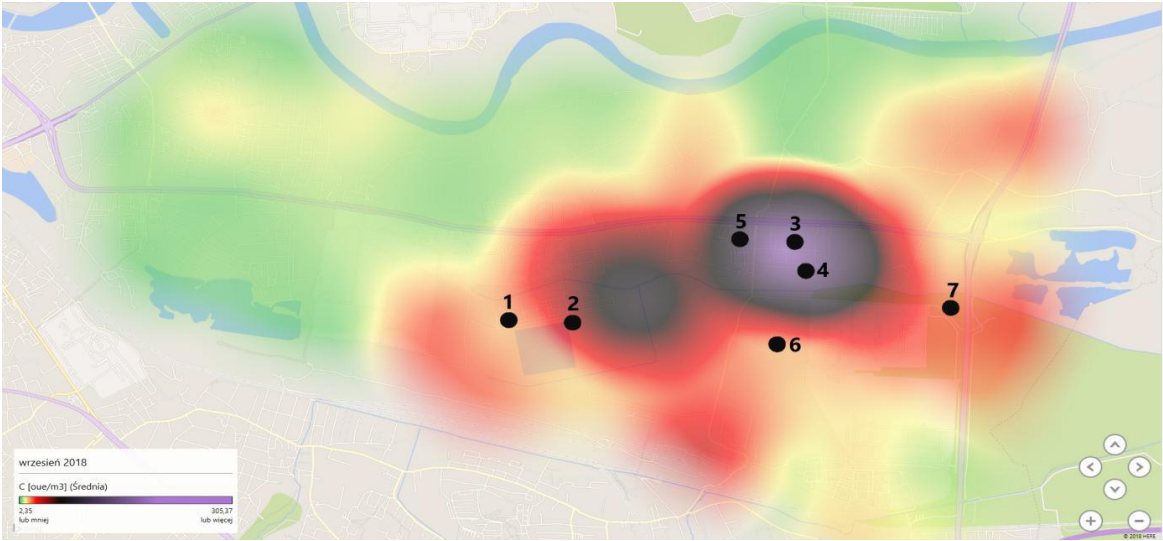 5
3
4
7
1
2
6
wrzesień 2018
C [oue/m3] (Średnia)
2,35
305,37
lub mniej
lub więcej
© 2018 HERE